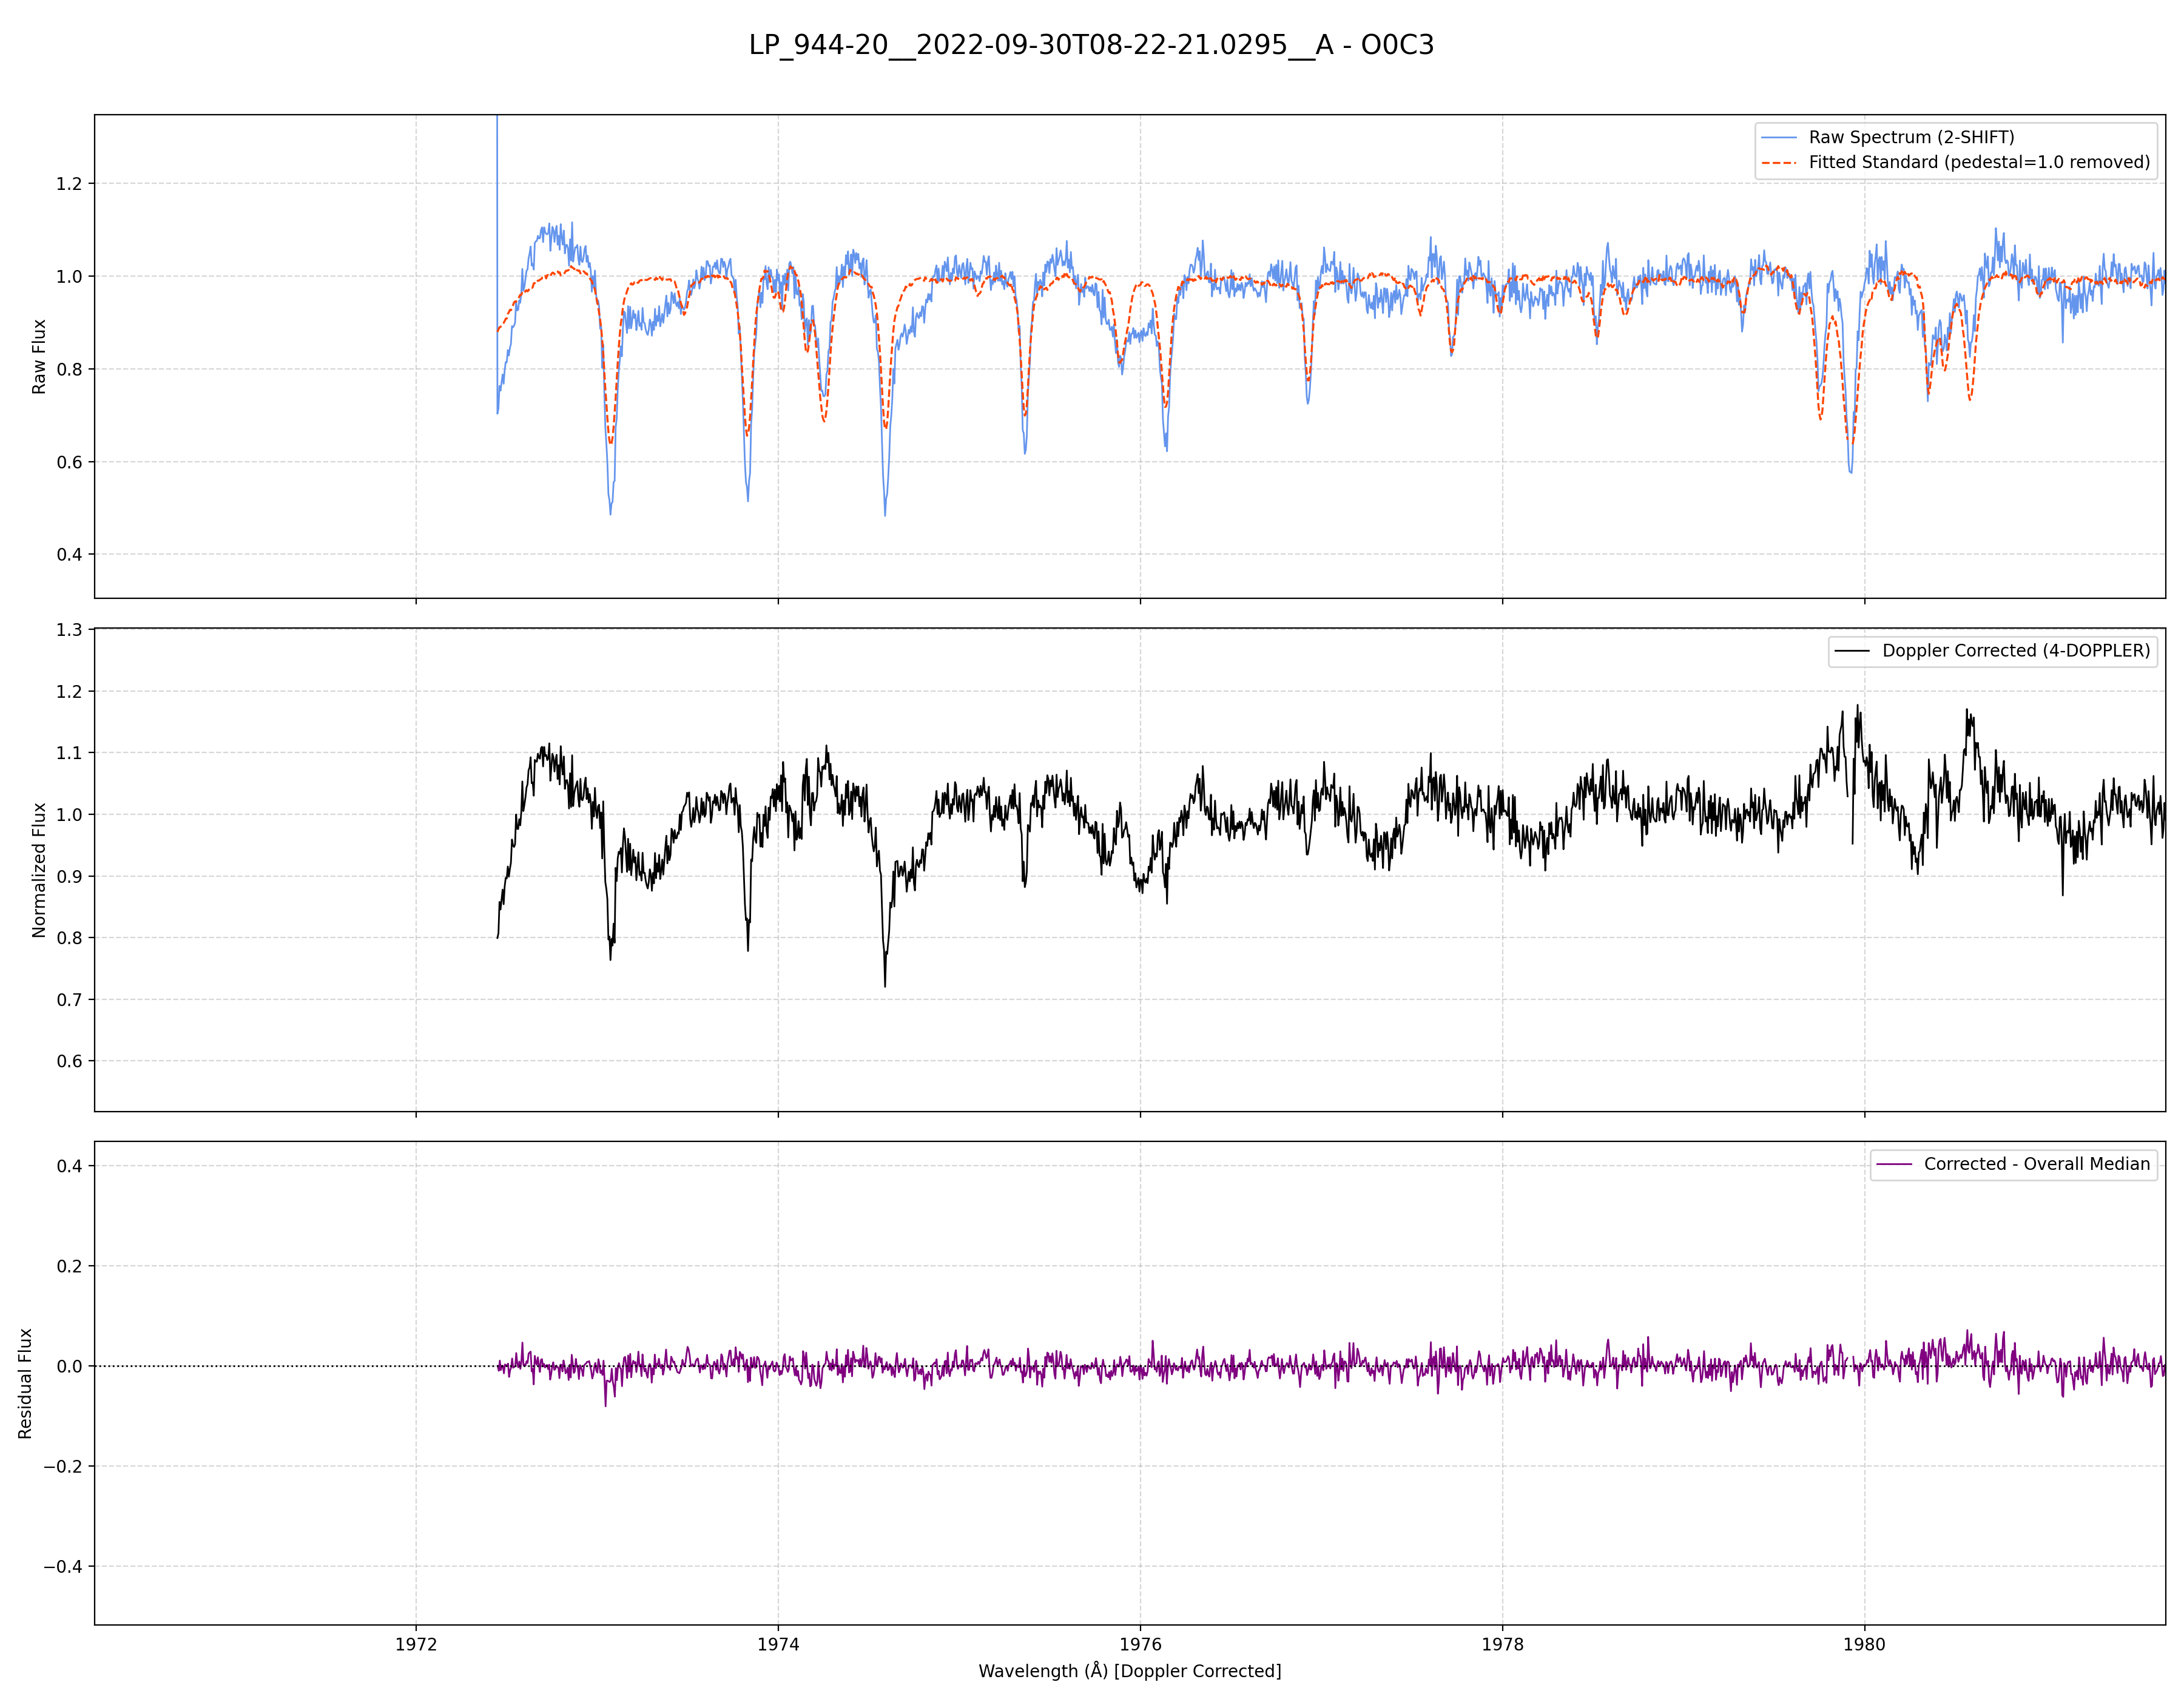 LP_944-20__2022-09-30T08-22-21.0295__A - O0C3
Raw Spectrum (2-SHIFT)
Fitted Standard (pedestal=1.0 removed)
1.2
1.0
0.8
0.6
0.4
Raw Flux
Doppler Corrected (4-DOPPLER)
1.3
1.2
1.1
1.0
0.9
0.8
0.7
0.6
Normalized Flux
Corrected - Overall Median
0.4
0.2
0.0
−0.2
−0.4
Residual Flux
1972 1974 1976 1978 1980
Wavelength (Å) [Doppler Corrected]